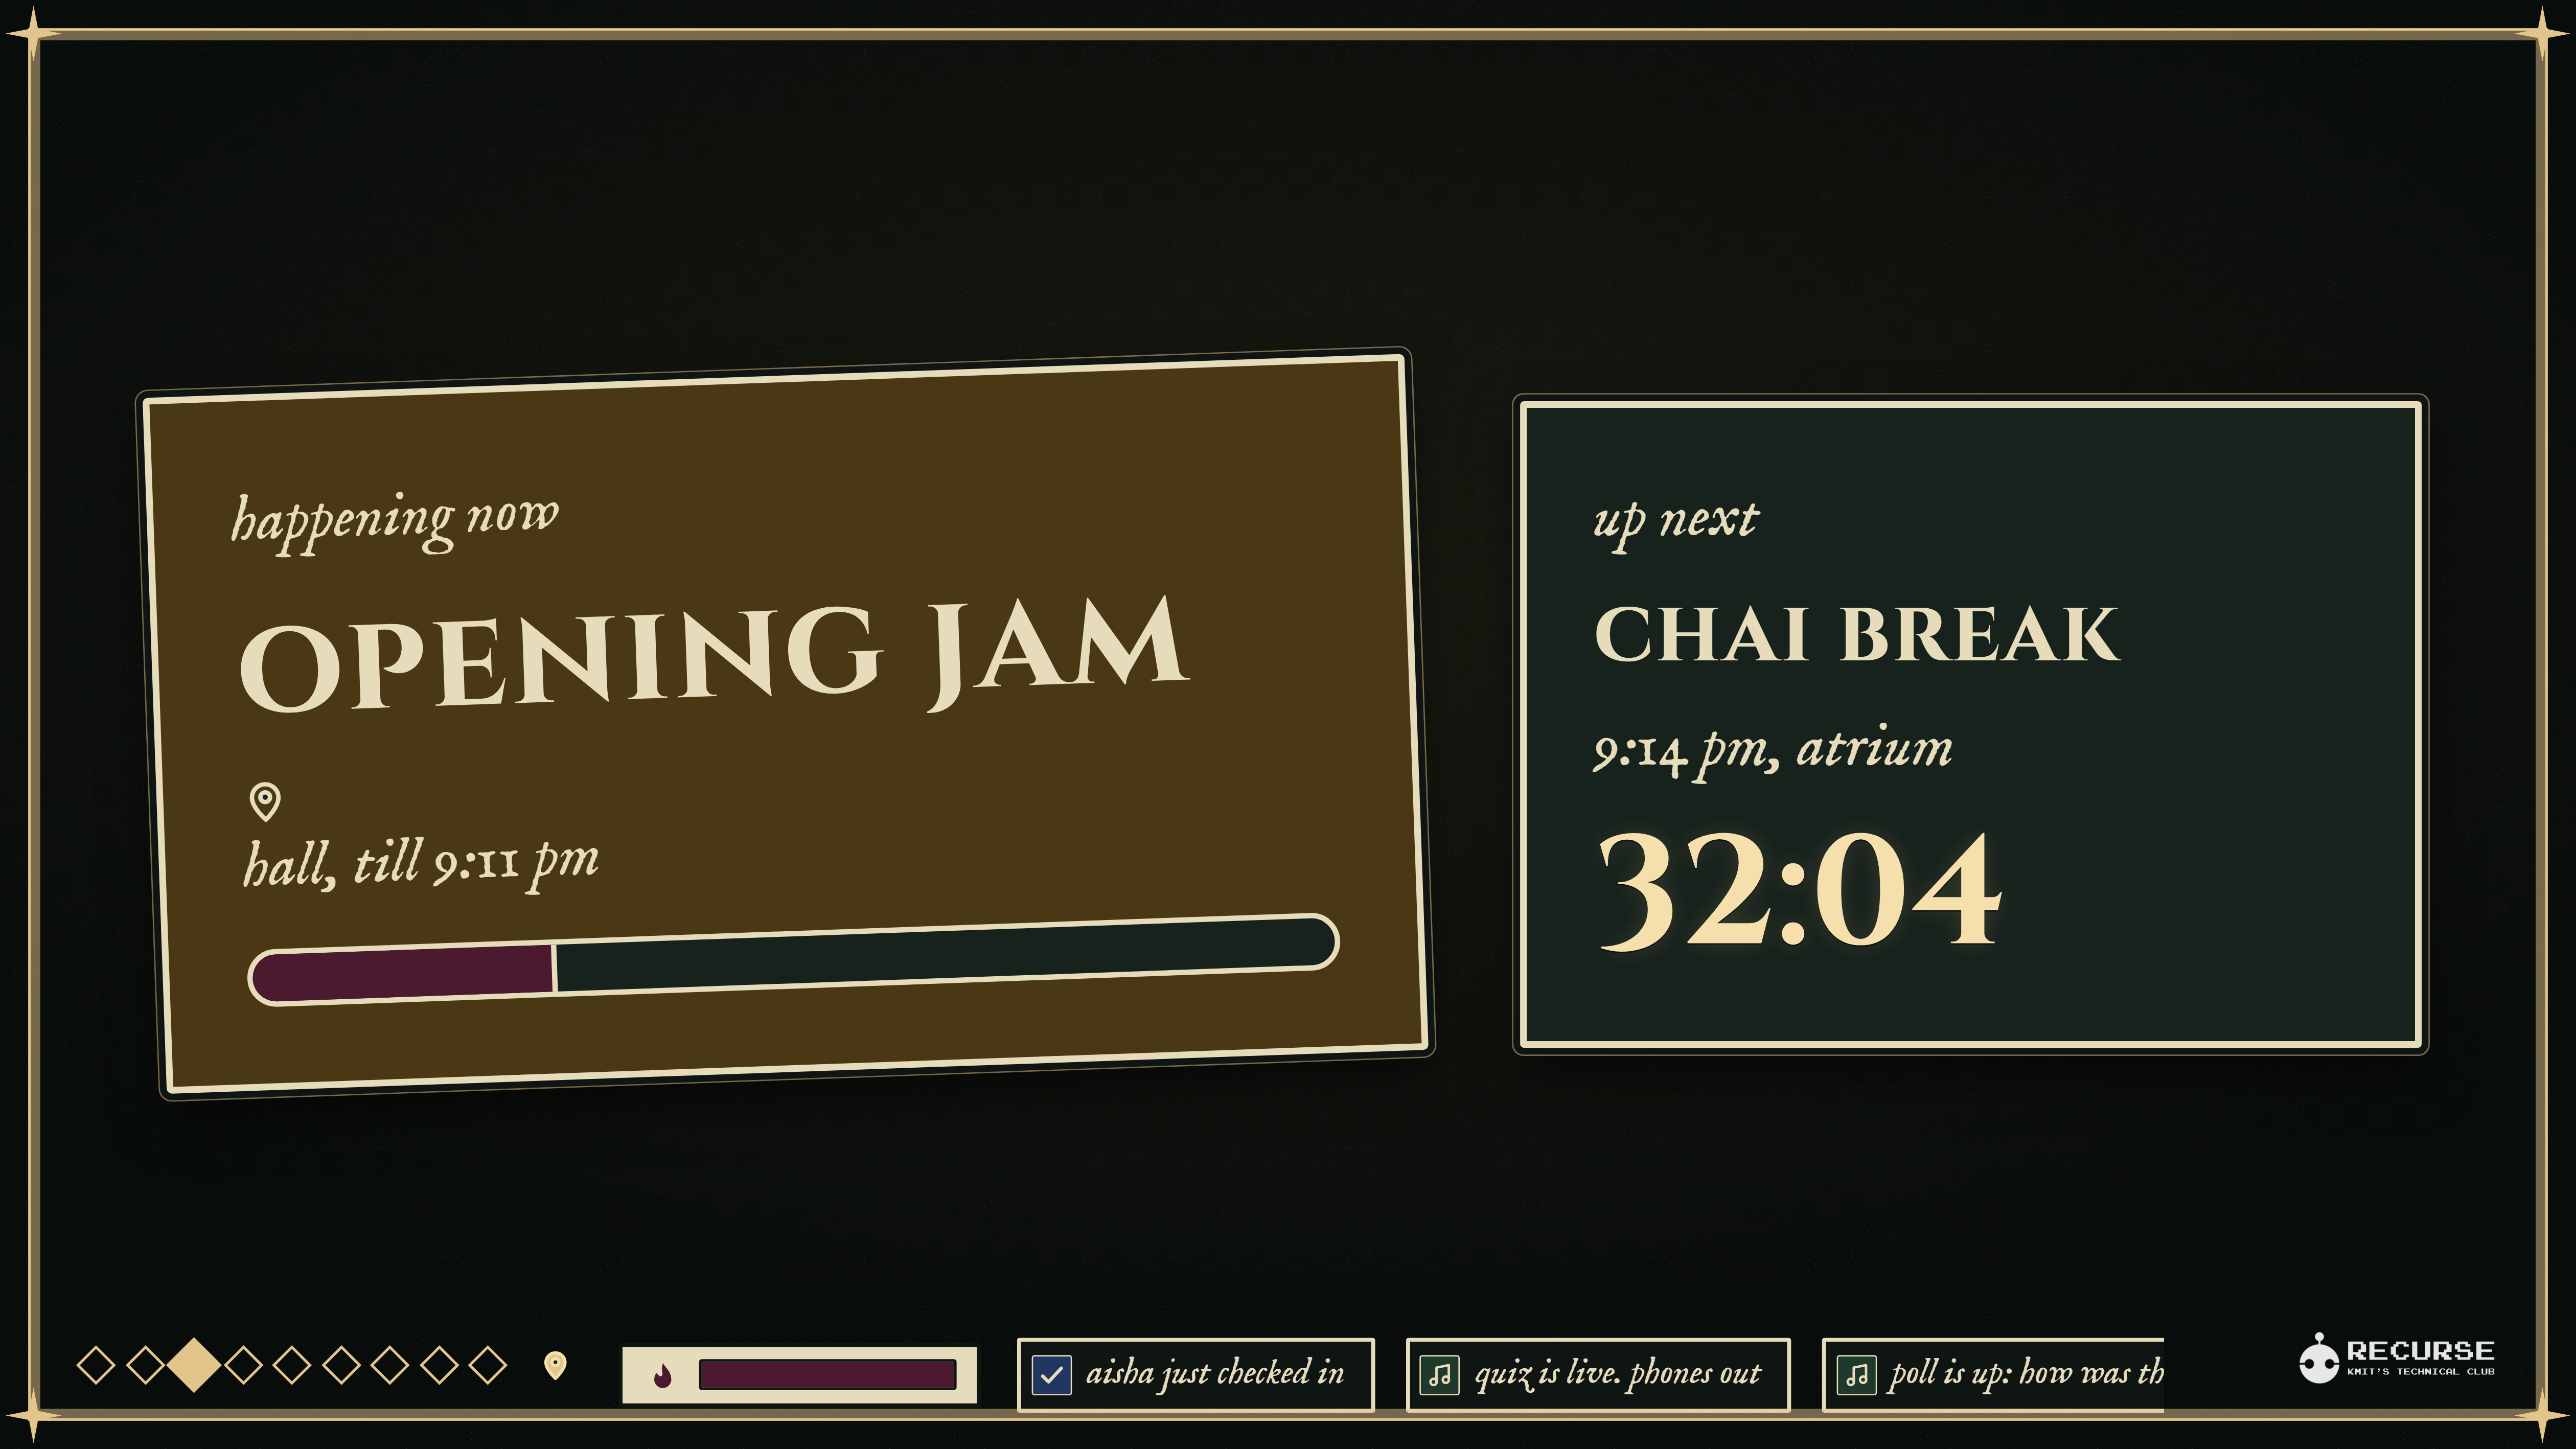 happening now
OPENING JAM
hall, till 9:11 pm
up next
CHAI BREAK
9:14 pm, atrium
32:04
aisha just checked in
quiz is live. phones out
poll is up: how was th
RECURSE
KMIT'S TECHNICAL CLUB